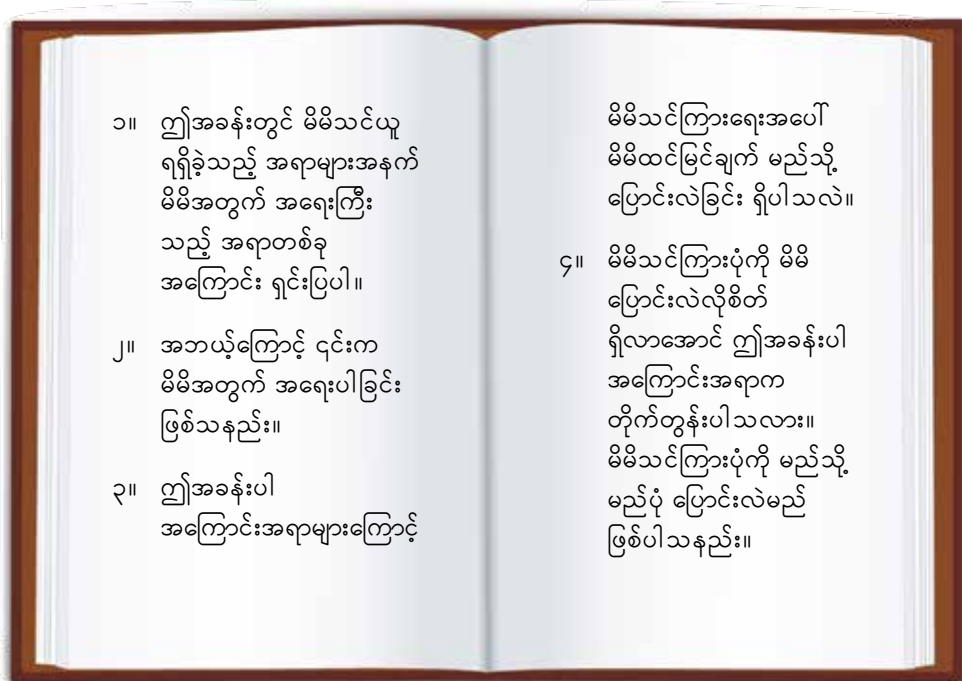 ၁။ ဤအခန်းတွင် မိမိသင်ယူ
ရရှိခဲ့သည့် အရာများအနက်
မိမိအတွက် အရေးကြီး
သည့် အရာတစ်ခု
အကြောင်း ရှင်းပြပါ။
၂။ အဘယ့်ကြောင့် ၎င်းက
မိမိအတွက် အရေးပါခြင်း
ဖြစ်သနည်း။
၃။ ဤအခန်းပါ
အကြောင်းအရာများကြောင့်
မိမိသင်ကြားရေးအပေါ်
မိမိထင်မြင်ချက် မည်သို့
ပြောင်းလဲခြင်း ရှိပါသလဲ။
၄။ မိမိသင်ကြားပုံကို မိမိ
ပြောင်းလဲလိုစိတ်
ရှိလာအောင် ဤအခန်းပါ
အကြောင်းအရာက
တိုက်တွန်းပါသလား။
မိမိသင်ကြားပုံကို မည်သို့
မည်ပုံ ပြောင်းလဲမည်
ဖြစ်ပါသနည်း။